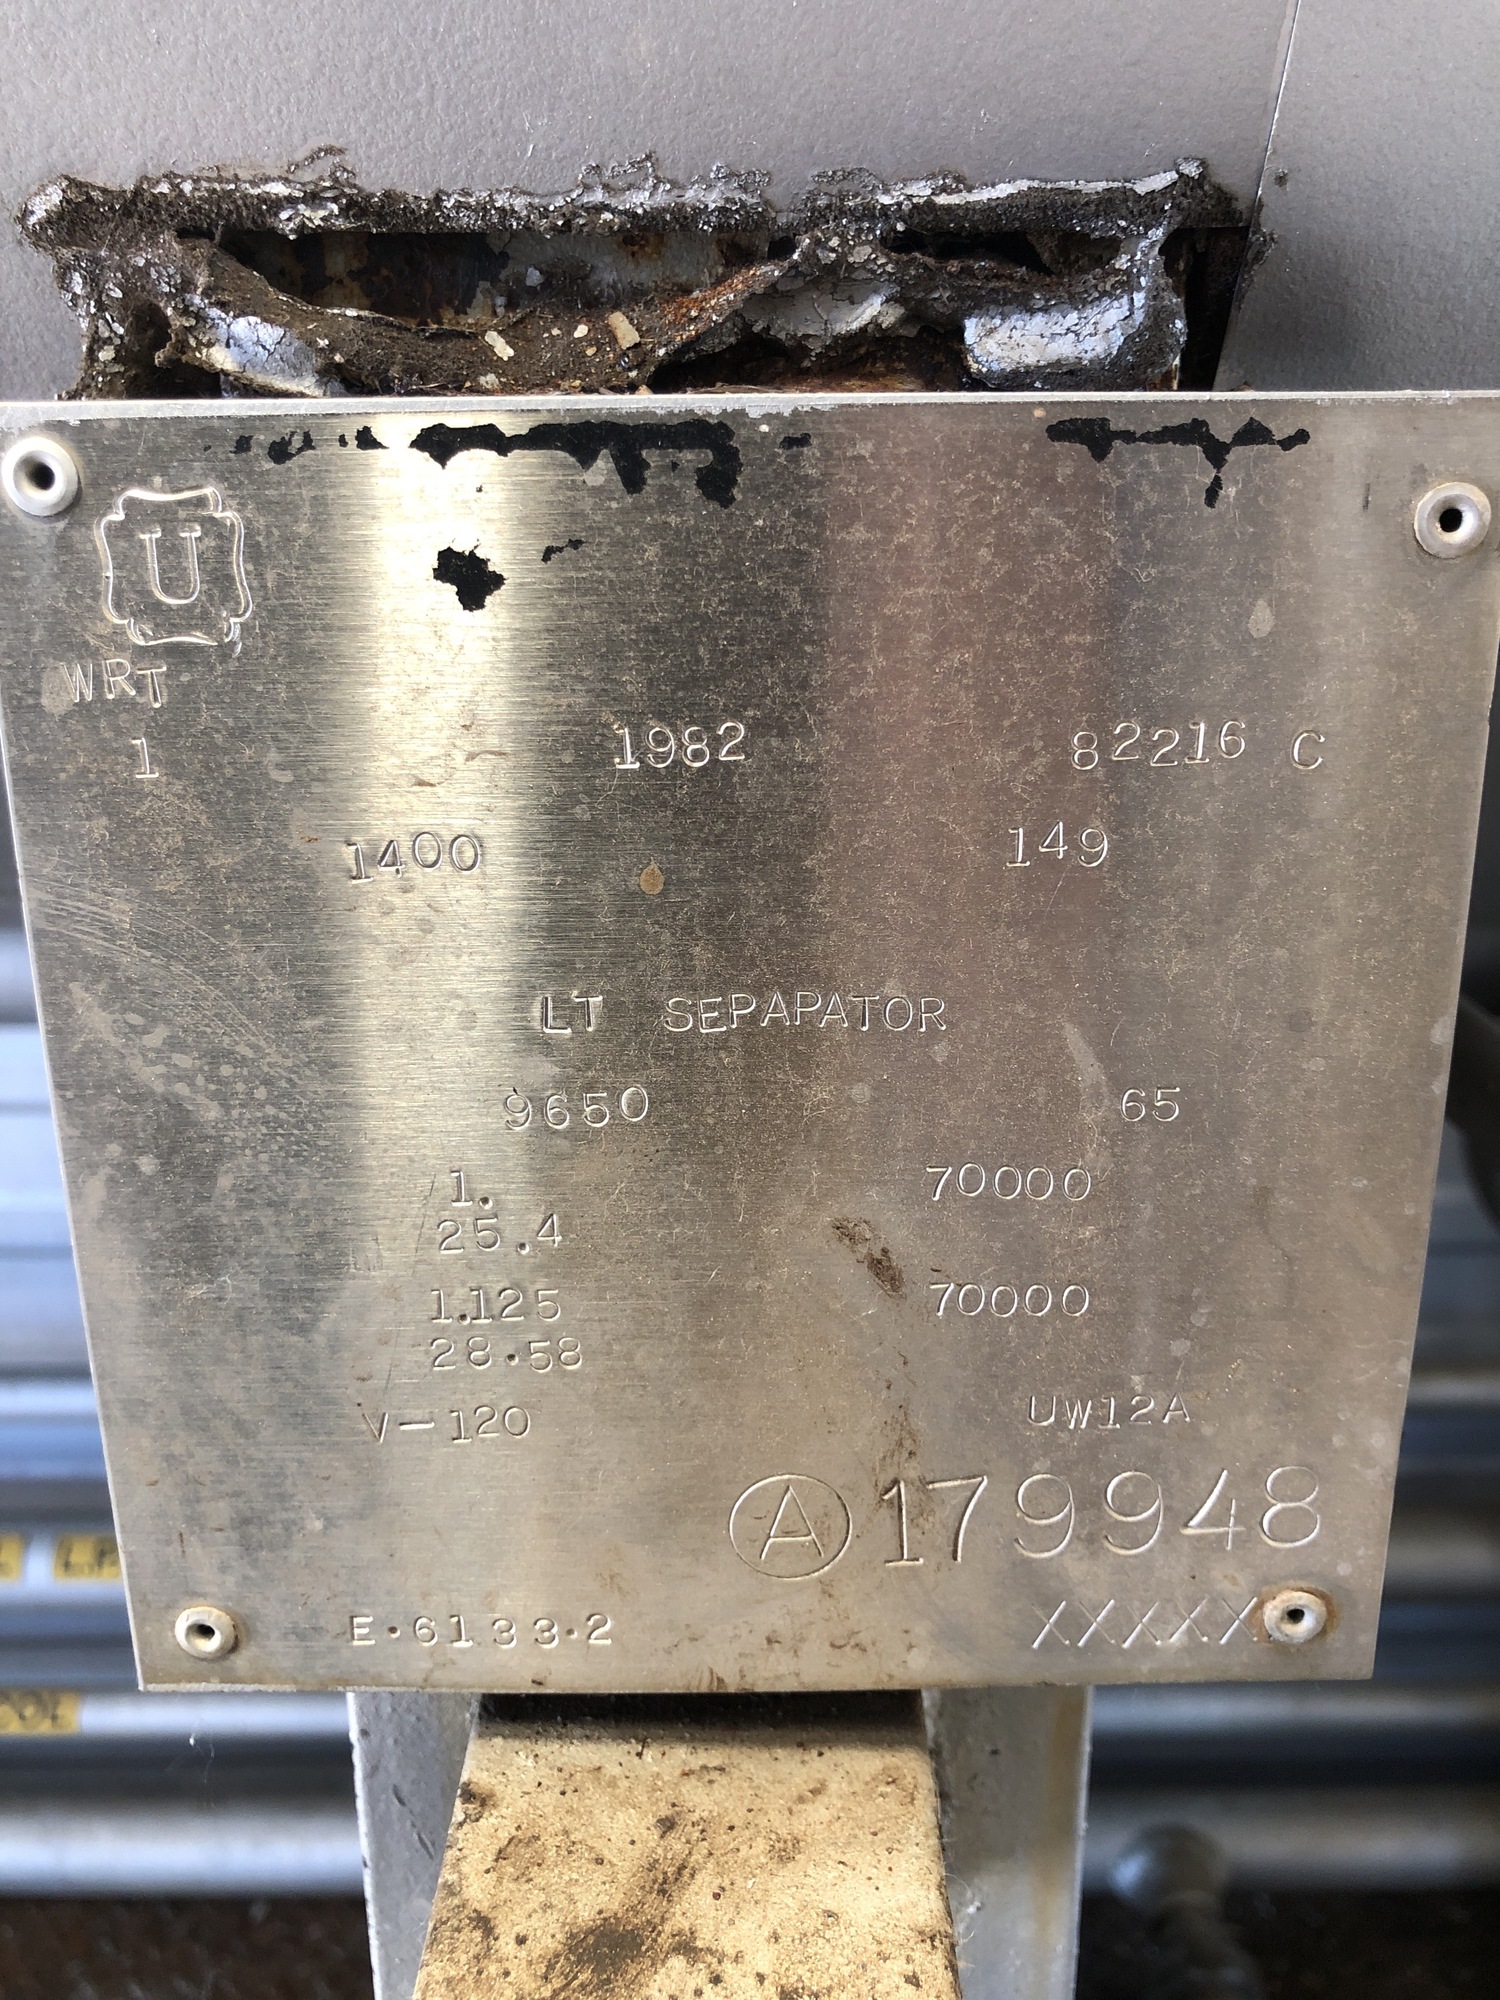 U
WRT
1 1982 82216 C
1400 149
LT SEPAPATOR
9650 65
1. 70000
25.4
1.125 70000
28.58
V-120 UW12A
A 179948
E.6133.2 XXXXX